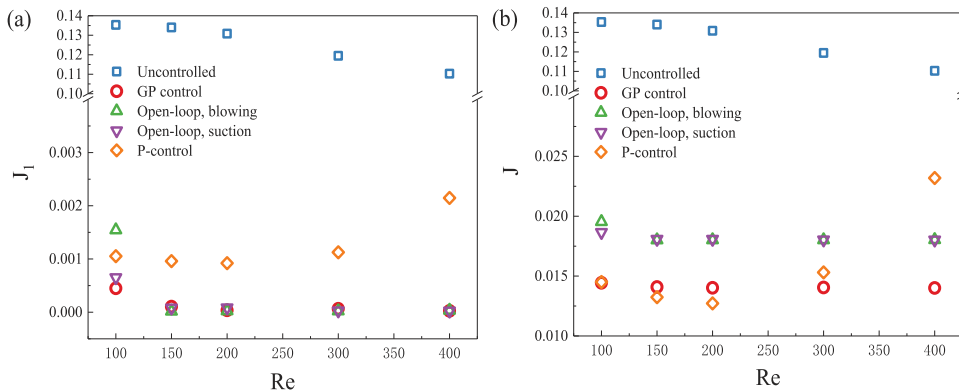 (a)
0.14
0.13
0.12
0.11
0.10
0.003
0.002
0.001
0.000
J1
Uncontrolled
GP control
Open-loop, blowing
Open-loop, suction
P-control
100 150 200 250 300 350 400
Re
(b)
0.14
0.13
0.12
0.11
0.10
0.025
0.020
0.015
0.010
J
Uncontrolled
GP control
Open-loop, blowing
Open-loop, suction
P-control
100 150 200 250 300 350 400
Re